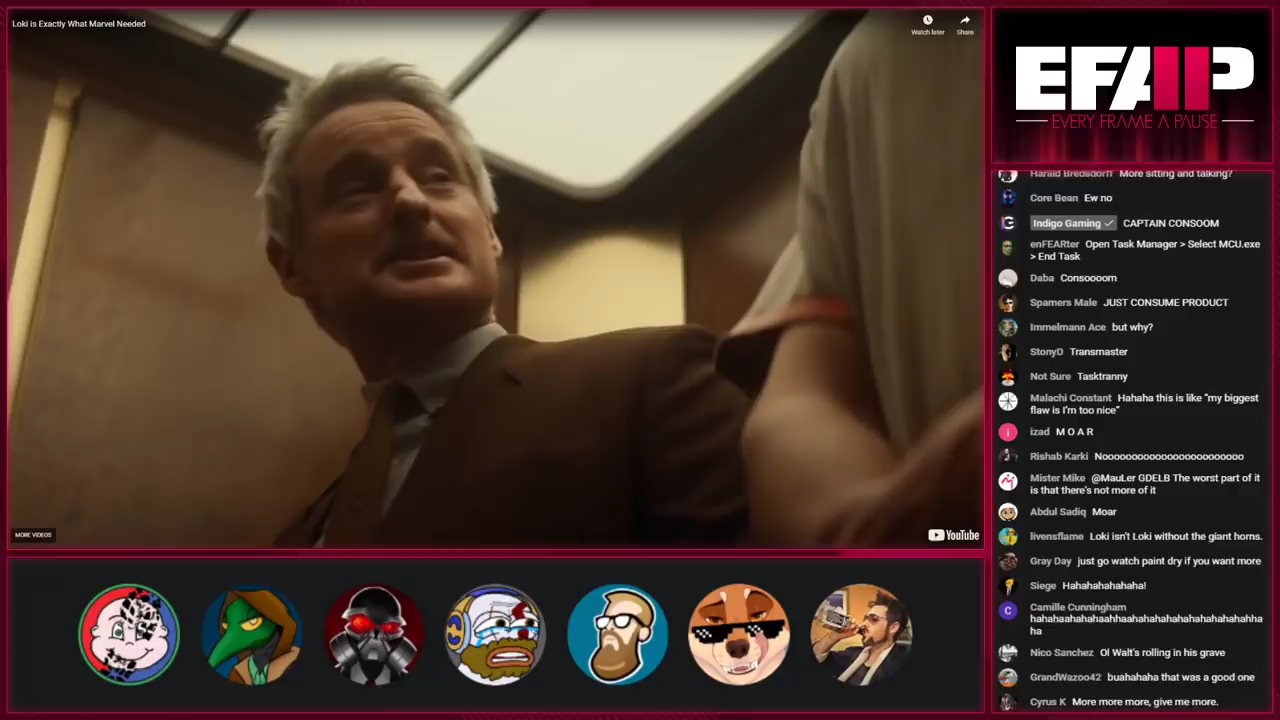 Loki is Exactly What Marvel Needed
Watch later
Share
MORE VIDEOS
YouTube
EFAP
EVERY FRAME A PAUSE
Harald Bredsdorff More sitting and talking?
Core Bean Ew no
Indigo Gaming CAPTAIN CONSOOM
enFEARter Open Task Manager > Select MCU.exe
> End Task
Daba Consoooom
Spamers Male JUST CONSUME PRODUCT
Immelmann Ace but why?
StonyD Transmaster
Not Sure Tasktranny
Malachi Constant Hahaha this is like “my biggest
flaw is I’m too nice”
izad M O A R
Rishab Karki Nooooooooooooooooooooooooo
Mister Mike @MauLer GDELB The worst part of it
is that there's not more of it
Abdul Sadiq Moar
livensflame Loki isn't Loki without the giant horns.
Gray Day just go watch paint dry if you want more
Siege Hahahahahahaha!
C
Camille Cunningham
hahahaahahahaahhaahahahahahahahahahahha
ha
Nico Sanchez Ol Walt's rolling in his grave
GrandWazoo42 buahahaha that was a good one
Cyrus K More more more, give me more.